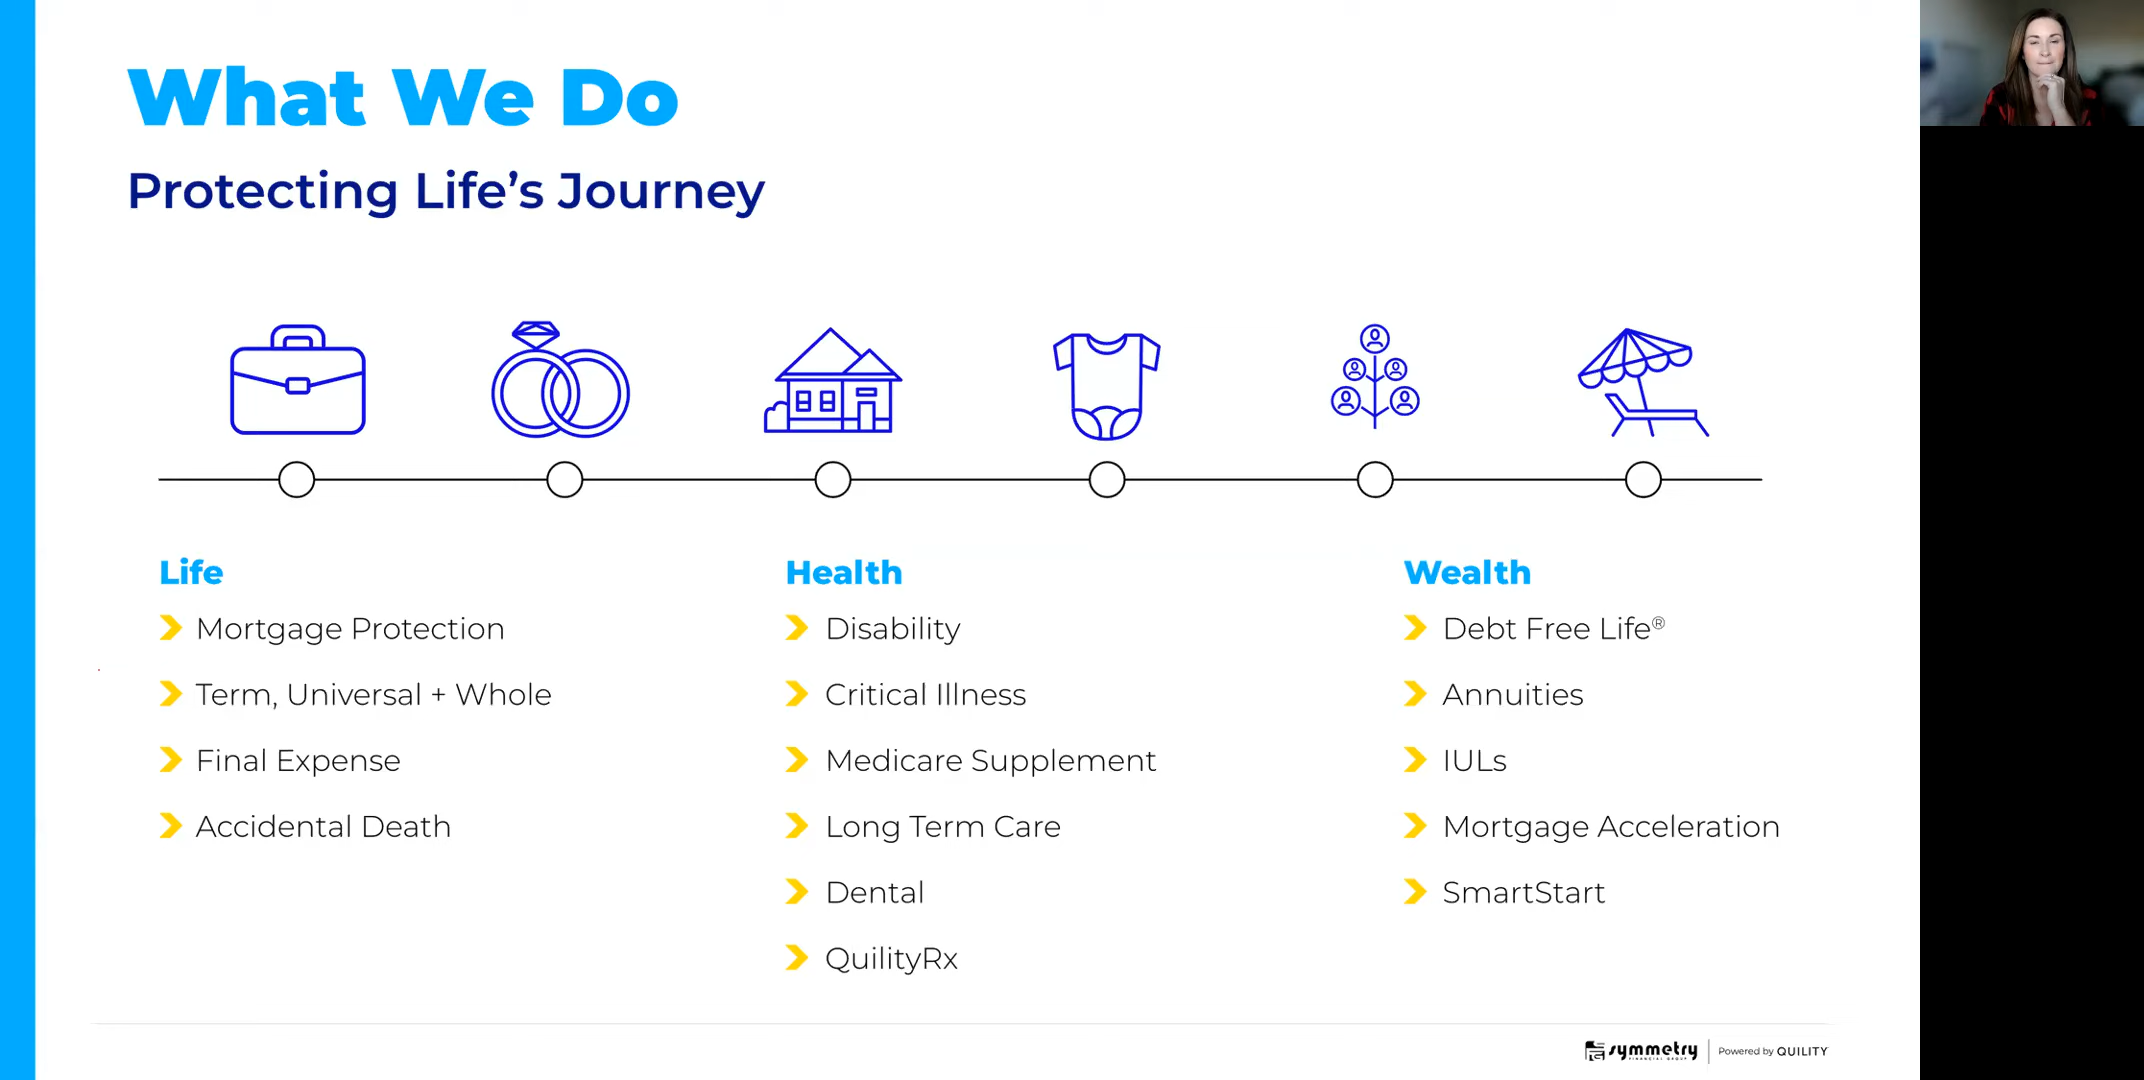 What We Do
Protecting Life’s Journey
Life
Mortgage Protection
Term, Universal + Whole
Final Expense
Accidental Death
Health
Disability
Critical Illness
Medicare Supplement
Long Term Care
Dental
QuilityRx
Wealth
Debt Free Life®
Annuities
IULs
Mortgage Acceleration
SmartStart
symmetry
FINANCIAL GROUP
Powered by QUILITY